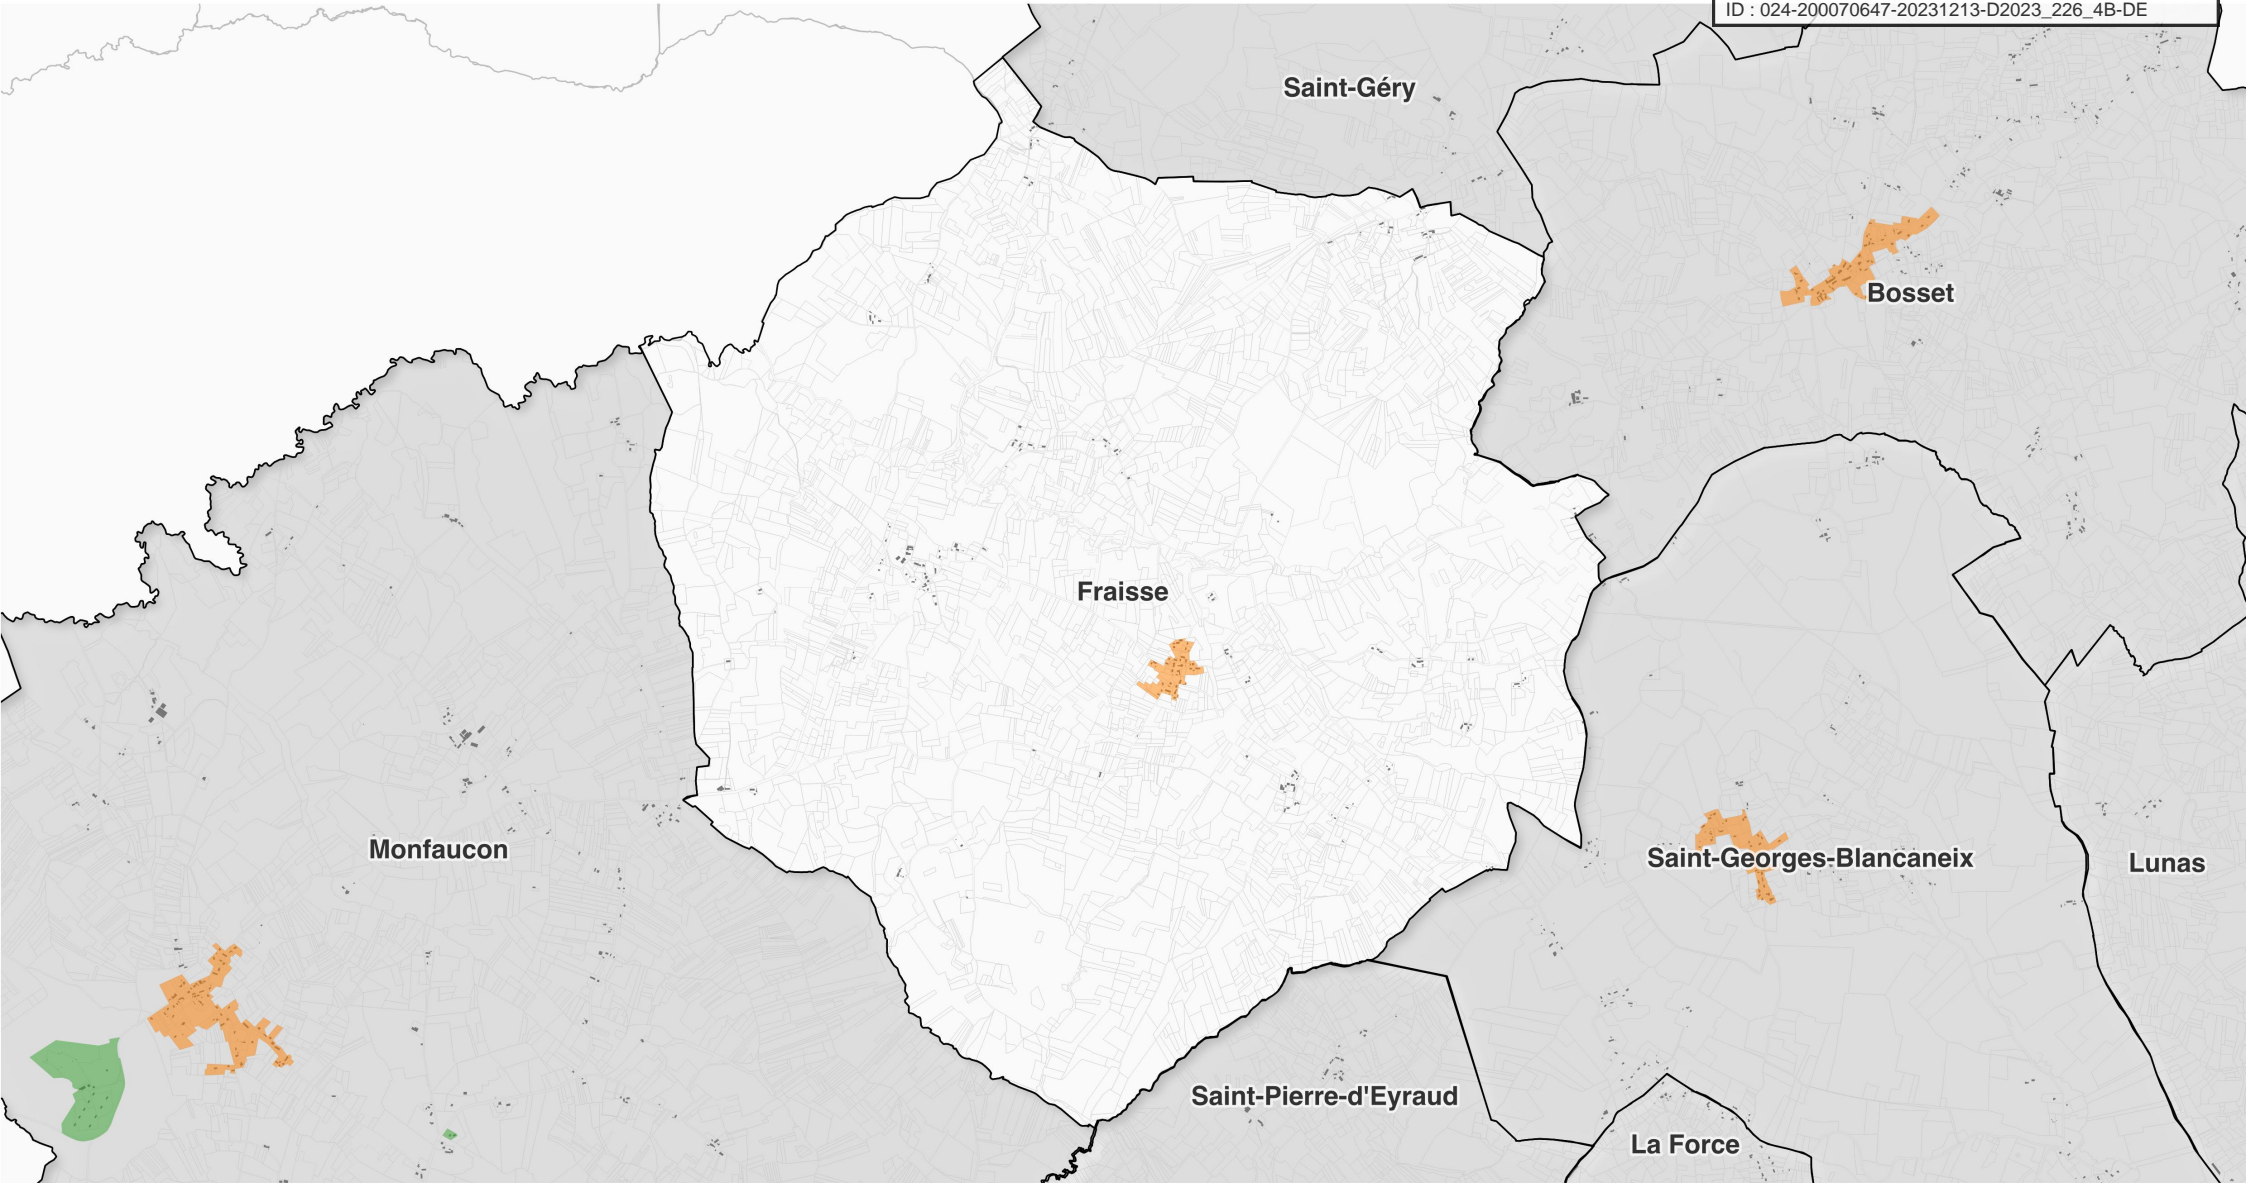 ID : 024-200070647-20231213-D2023_226_4B-DE
Saint-Géry
Bosset
Fraisse
Monfaucon
Saint-Georges-Blancaneix
Lunas
Saint-Pierre-d'Eyraud
La Force